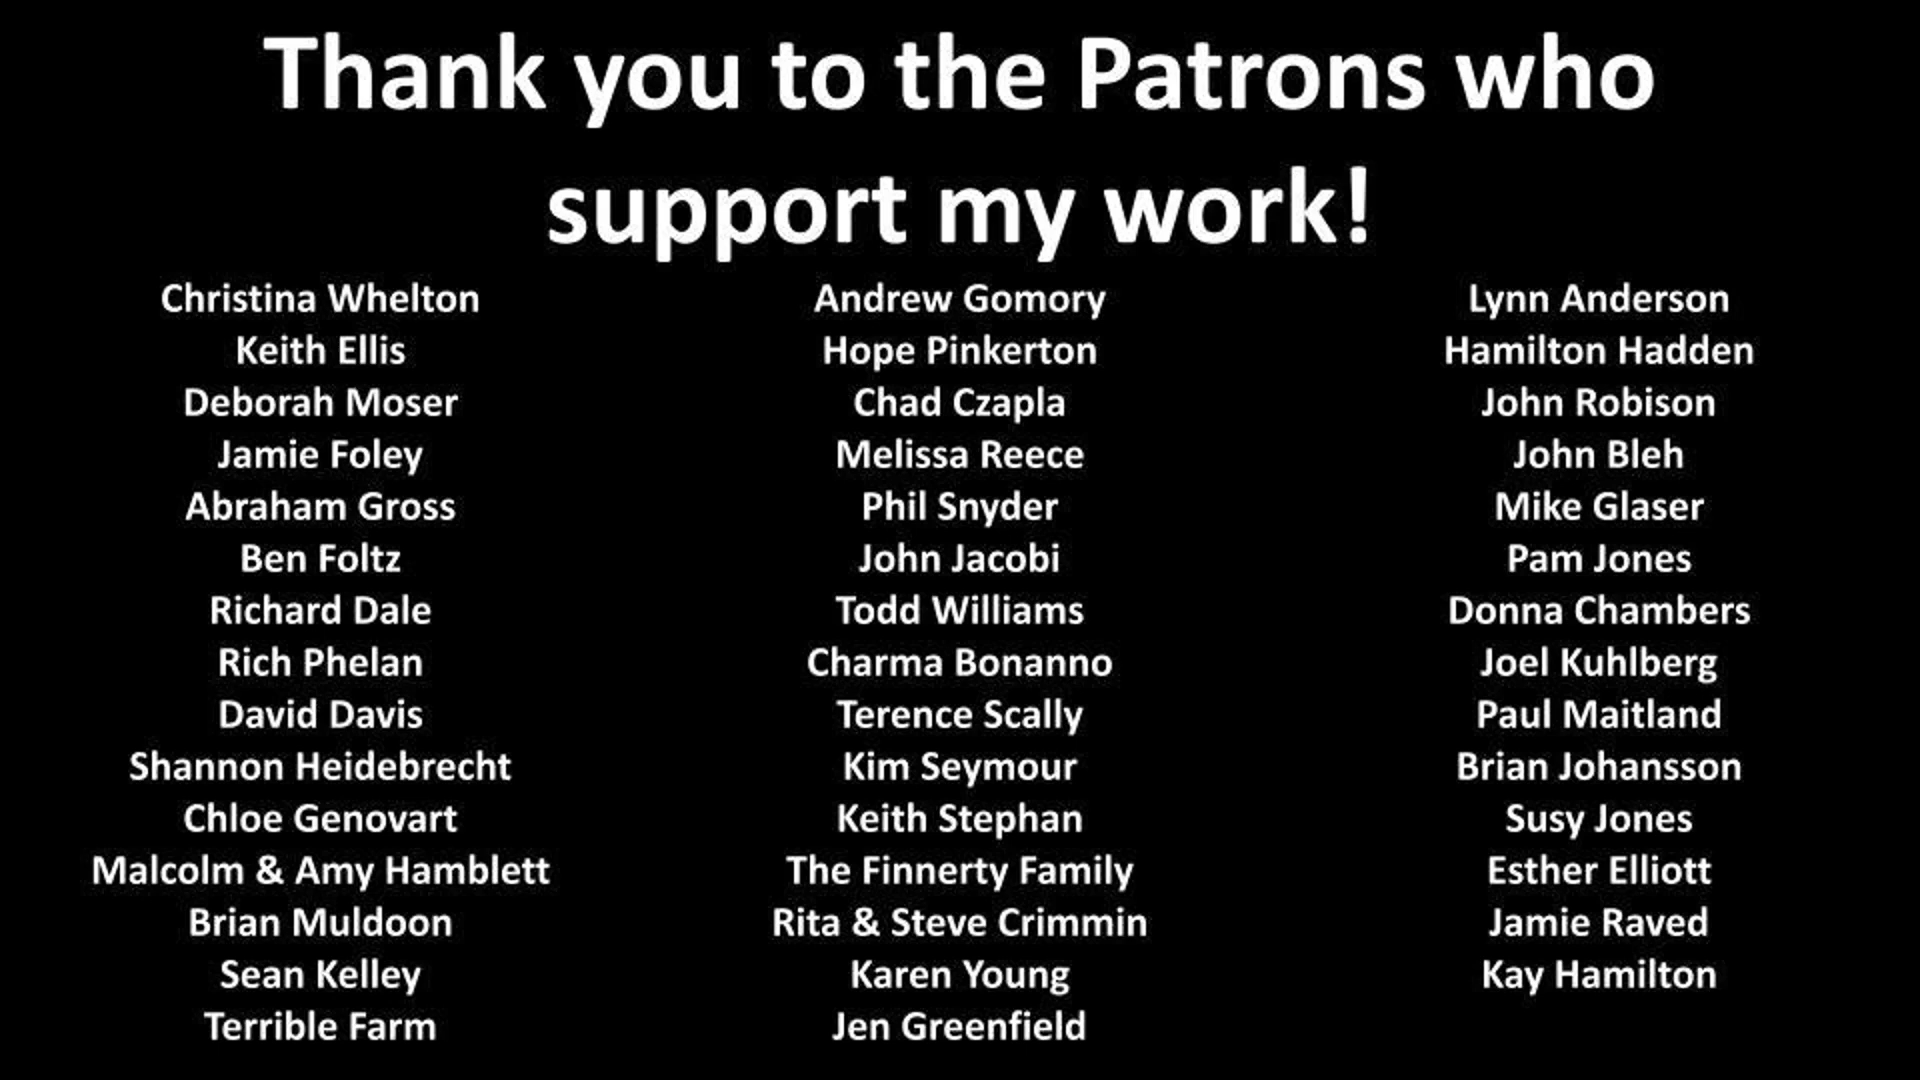 Thank you to the Patrons who
support my work!
Christina Whelton
Keith Ellis
Deborah Moser
Jamie Foley
Abraham Gross
Ben Foltz
Richard Dale
Rich Phelan
David Davis
Shannon Heidebrecht
Chloe Genovart
Malcolm & Amy Hamblett
Brian Muldoon
Sean Kelley
Terrible Farm
Andrew Gomory
Hope Pinkerton
Chad Czapla
Melissa Reece
Phil Snyder
John Jacobi
Todd Williams
Charma Bonanno
Terence Scally
Kim Seymour
Keith Stephan
The Finnerty Family
Rita & Steve Crimmin
Karen Young
Jen Greenfield
Lynn Anderson
Hamilton Hadden
John Robison
John Bleh
Mike Glaser
Pam Jones
Donna Chambers
Joel Kuhlberg
Paul Maitland
Brian Johansson
Susy Jones
Esther Elliott
Jamie Raved
Kay Hamilton